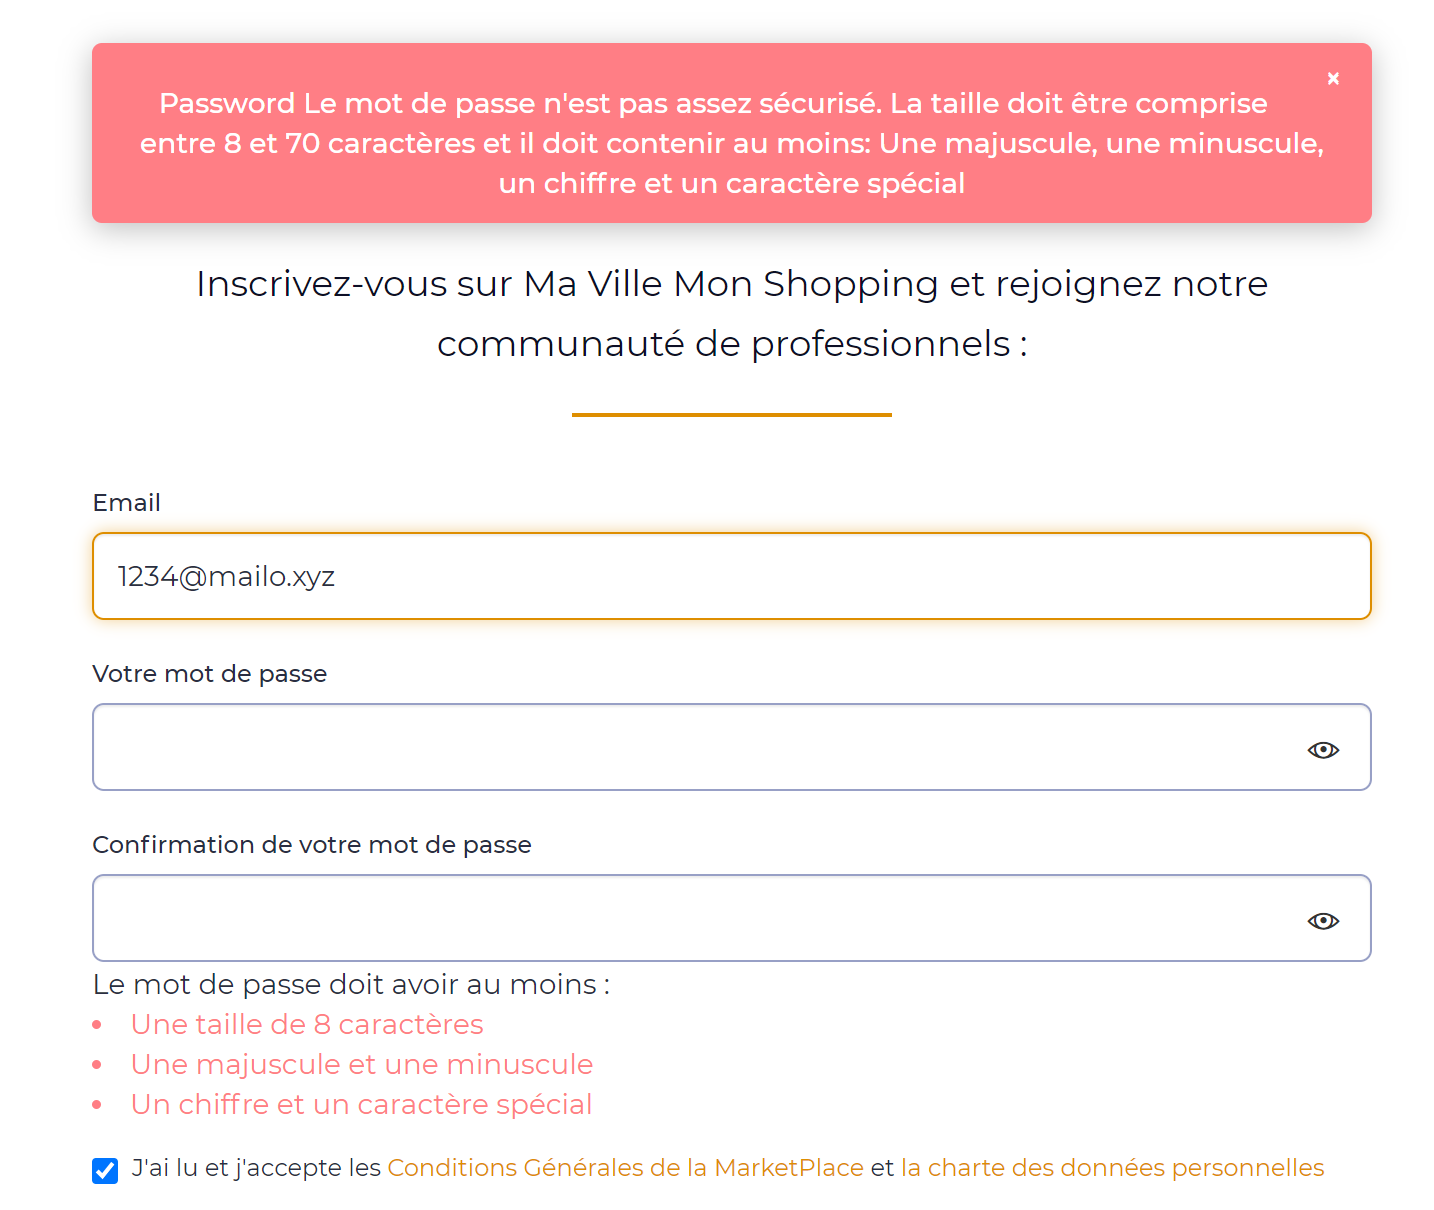 ×
Password Le mot de passe n'est pas assez sécurisé. La taille doit être comprise
entre 8 et 70 caractères et il doit contenir au moins: Une majuscule, une minuscule,
un chiffre et un caractère spécial
Inscrivez-vous sur Ma Ville Mon Shopping et rejoignez notre
communauté de professionnels :
Email
1234@mailo.xyz
Votre mot de passe
Confirmation de votre mot de passe
Le mot de passe doit avoir au moins :
• Une taille de 8 caractères
• Une majuscule et une minuscule
• Un chiffre et un caractère spécial
J'ai lu et j'accepte les Conditions Générales de la MarketPlace et la charte des données personnelles